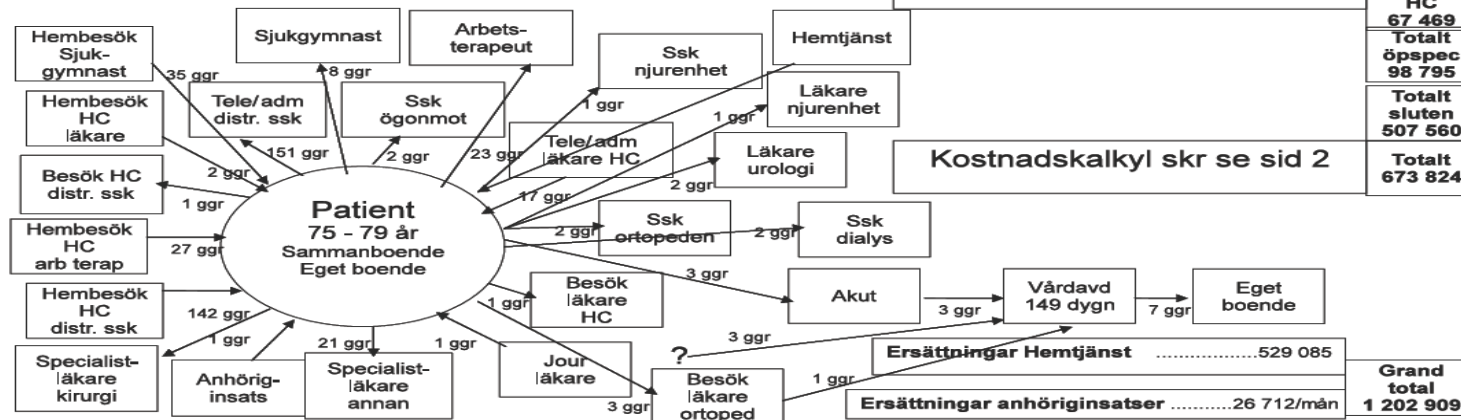 HC
67 469
Totalt
öpspec
98 795
Totalt
sluten
507 560
Kostnadskalkyl skr se sid 2
Totalt
673 824
Hembesök
Sjuk-
gymnast
35 ggr
Sjukgymnast
8 ggr
Arbets-
terapeut
23 ggr
Ssk
njurenhet
1 ggr
Hemtjänst
Hembesök
HC
läkare
2 ggr
Tele/adm
distr. ssk
151 ggr
Ssk
ögonmot
2 ggr
Tele/adm
läkare HC
17 ggr
Läkare
njurenhet
1 ggr
Besök HC
distr. ssk
1 ggr
Läkare
urologi
2 ggr
Patient
75 - 79 år
Sammanboende
Eget boende
Ssk
ortopeden
2 ggr
Ssk
dialys
2 ggr
Hembesök
HC
arb terap
27 ggr
Hembesök
HC
distr. ssk
142 ggr
Besök
läkare
HC
1 ggr
3 ggr
Akut
3 ggr
Vårdavd
149 dygn
7 ggr
Eget
boende
Specialist-
läkare
kirurgi
1 ggr
Anhörig-
insats
21 ggr
Specialist-
läkare
annan
1 ggr
Jour
läkare
3 ggr
?
3 ggr
Besök
läkare
ortoped
1 ggr
Ersättningar Hemtjänst ..............529 085
Ersättningar anhöriginsatser ..........26 712/mån
Grand
total
1 202 909